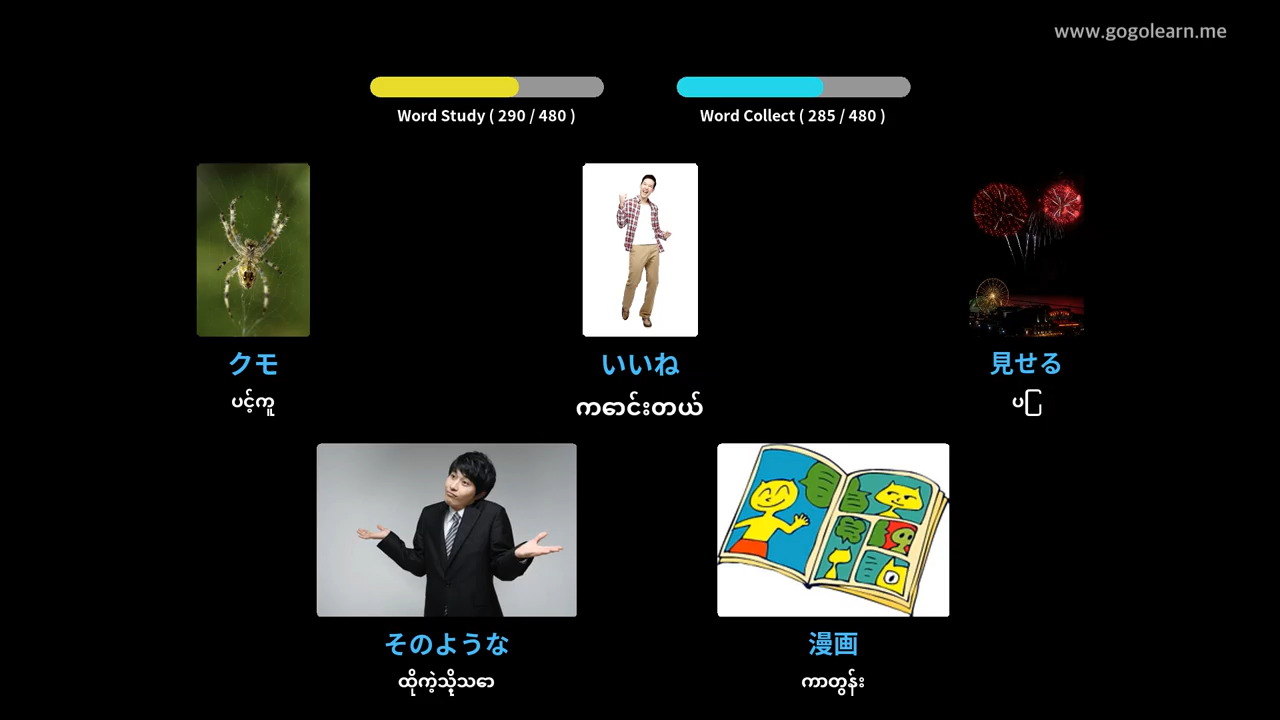 www.gogolearn.me
Word Study ( 290 / 480 )
Word Collect ( 285 / 480 )
クモ
いいね
見せる
ပင့်ကူ
ကဓာင်းတယ်
ပြ
そのような
漫画
ထိုကဲ့သို့သဓာ
ကာတွန်း